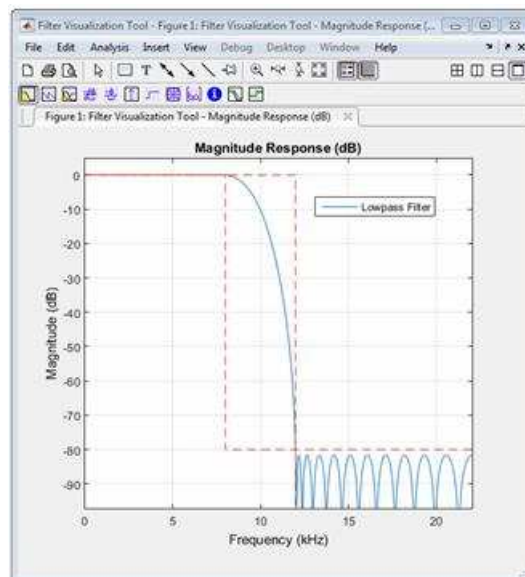 Filter Visualization Tool - Figure 1: Filter Visualization Tool - Magnitude Response (...
File Edit Analysis Insert View Debug Desktop Window Help
Figure 1: Filter Visualization Tool - Magnitude Response (dB)
Magnitude Response (dB)
Lowpass Filter
Magnitude (dB)
0
-10
-20
-30
-40
-50
-60
-70
-80
-90
0 5 10 15 20
Frequency (kHz)